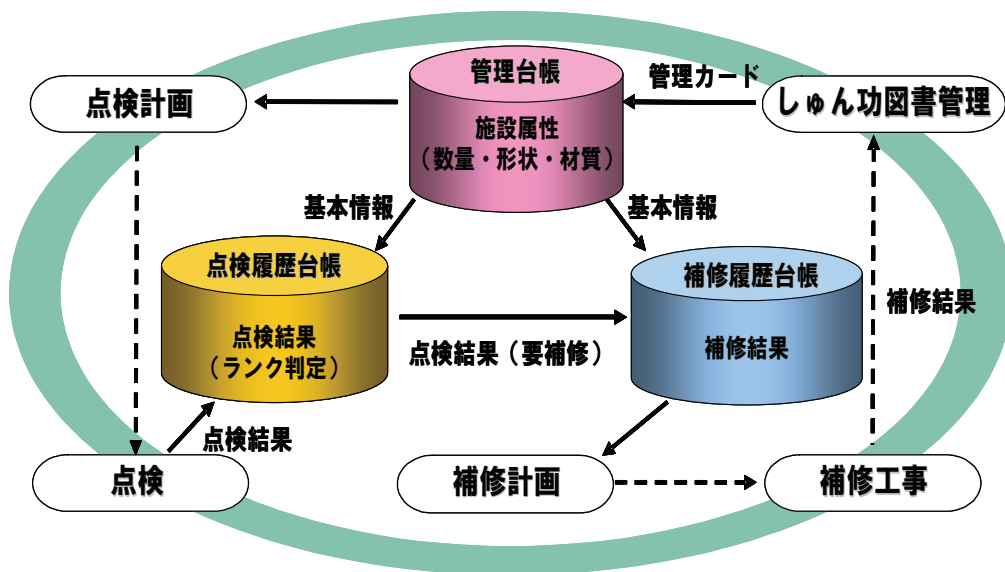 管理台帳
施設属性
（数量・形状・材質）
管理カード
点検計画
しゅん功図書管理
基本情報
基本情報
点検履歴台帳
点検結果
（ランク判定）
補修履歴台帳
補修結果
補修結果
点検結果（要補修）
点検結果
点検
補修計画
補修工事